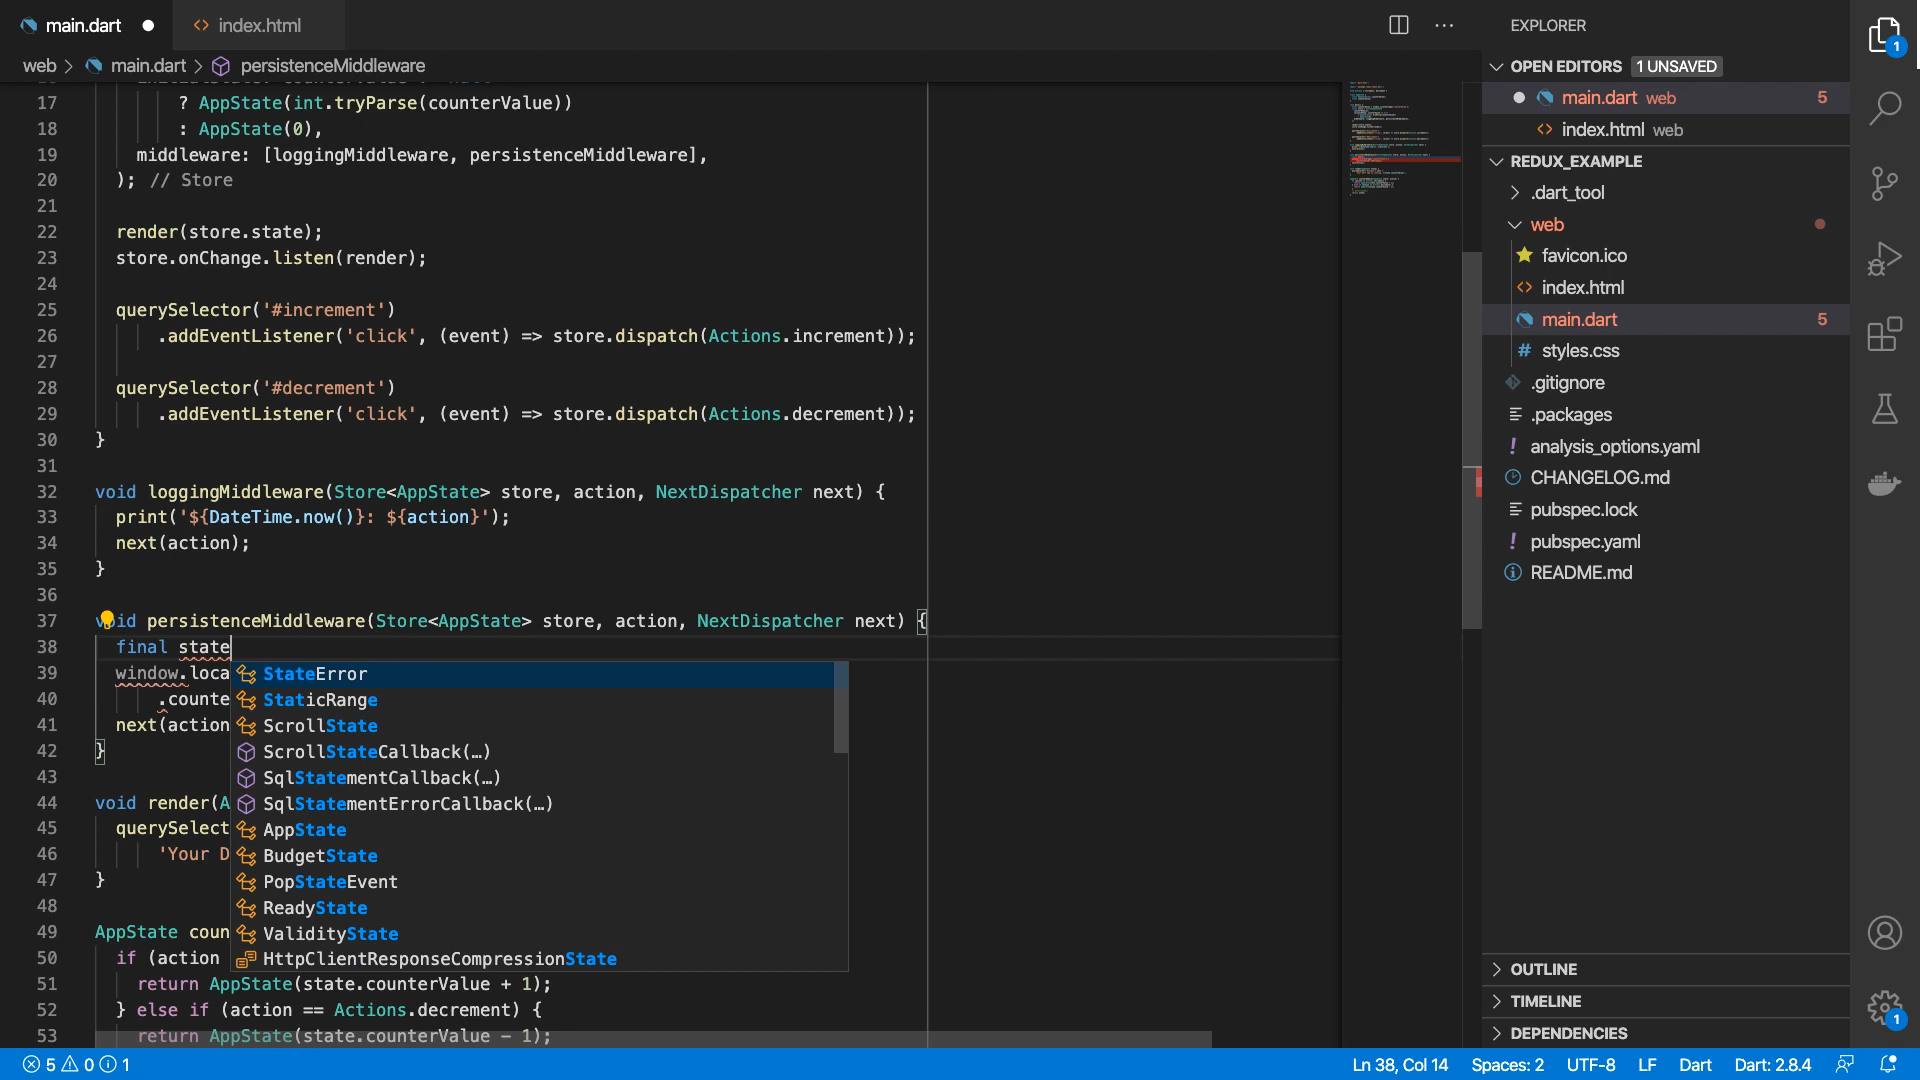 main.dart
index.html
web
main.dart
persistenceMiddleware
17 ? AppState(int.tryParse(counterValue))
18 : AppState(0),
19 middleware: [loggingMiddleware, persistenceMiddleware],
20 ); // Store
21
22 render(store.state);
23 store.onChange.listen(render);
24
25 querySelector('#increment')
26 .addEventListener('click', (event) => store.dispatch(Actions.increment));
27
28 querySelector('#decrement')
29 .addEventListener('click', (event) => store.dispatch(Actions.decrement));
30 }
31
32 void loggingMiddleware(Store<AppState> store, action, NextDispatcher next) {
33 print('${DateTime.now()}: ${action}');
34 next(action);
35 }
36
37 void persistenceMiddleware(Store<AppState> store, action, NextDispatcher next) {
38 final state
39 window.loca
40 .counte
41 next(action
42 }
43
44 void render(A
45 querySelect
46 'Your D
47 }
48
49 AppState coun
50 if (action
51 return AppState(state.counterValue + 1);
52 } else if (action == Actions.decrement) {
53 return AppState(state.counterValue - 1);
StateError
StaticRange
ScrollState
ScrollStateCallback(…)
SqlStatementCallback(…)
SqlStatementErrorCallback(…)
AppState
BudgetState
PopStateEvent
ReadyState
ValidityState
HttpClientResponseCompressionState
EXPLORER
OPEN EDITORS 1 UNSAVED
main.dart web 5
index.html web
REDUX_EXAMPLE
.dart_tool
web
favicon.ico
index.html
main.dart 5
styles.css
.gitignore
.packages
analysis_options.yaml
CHANGELOG.md
pubspec.lock
pubspec.yaml
README.md
OUTLINE
TIMELINE
DEPENDENCIES
1
1
5 0 1
Ln 38, Col 14
Spaces: 2
UTF-8
LF
Dart
Dart: 2.8.4